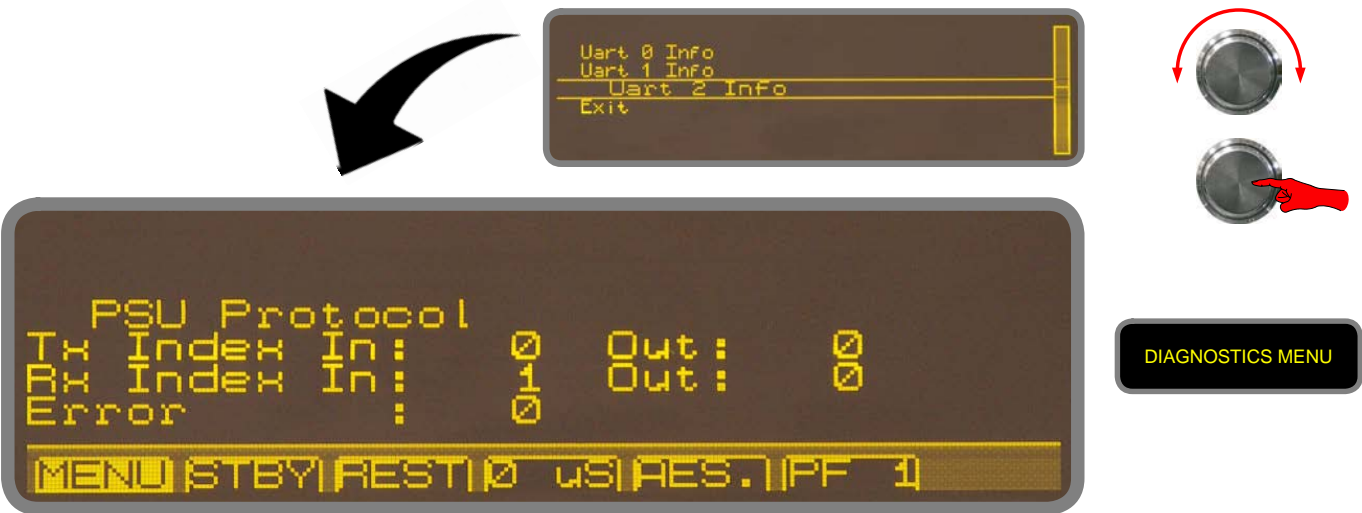 Uart 0 Info
Uart 1 Info
Uart 2 Info
Exit
PSU Protocol
Tx Index In: 0 Out: 0
Rx Index In: 1 Out: 0
Error : 0
MENU STBY REST 0 uS AES. PF 1
DIAGNOSTICS MENU